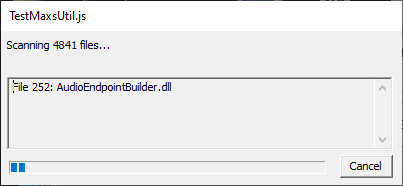 TestMaxsUtil.js
Scanning 4841 files...
File 252: AudioEndpointBuilder.dll
Cancel